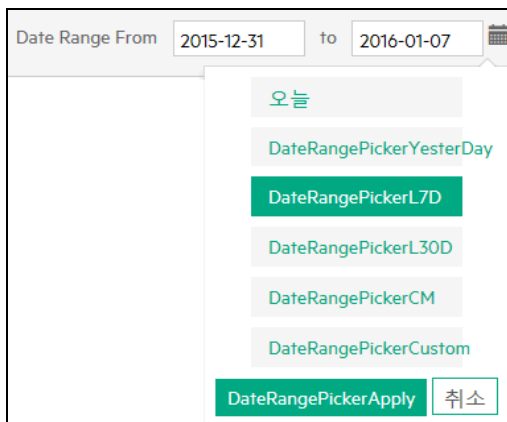 Date Range From 2015-12-31 to 2016-01-07
오늘
DateRangePickerYesterDay
DateRangePickerL7D
DateRangePickerL30D
DateRangePickerCM
DateRangePickerCustom
DateRangePickerApply 취소